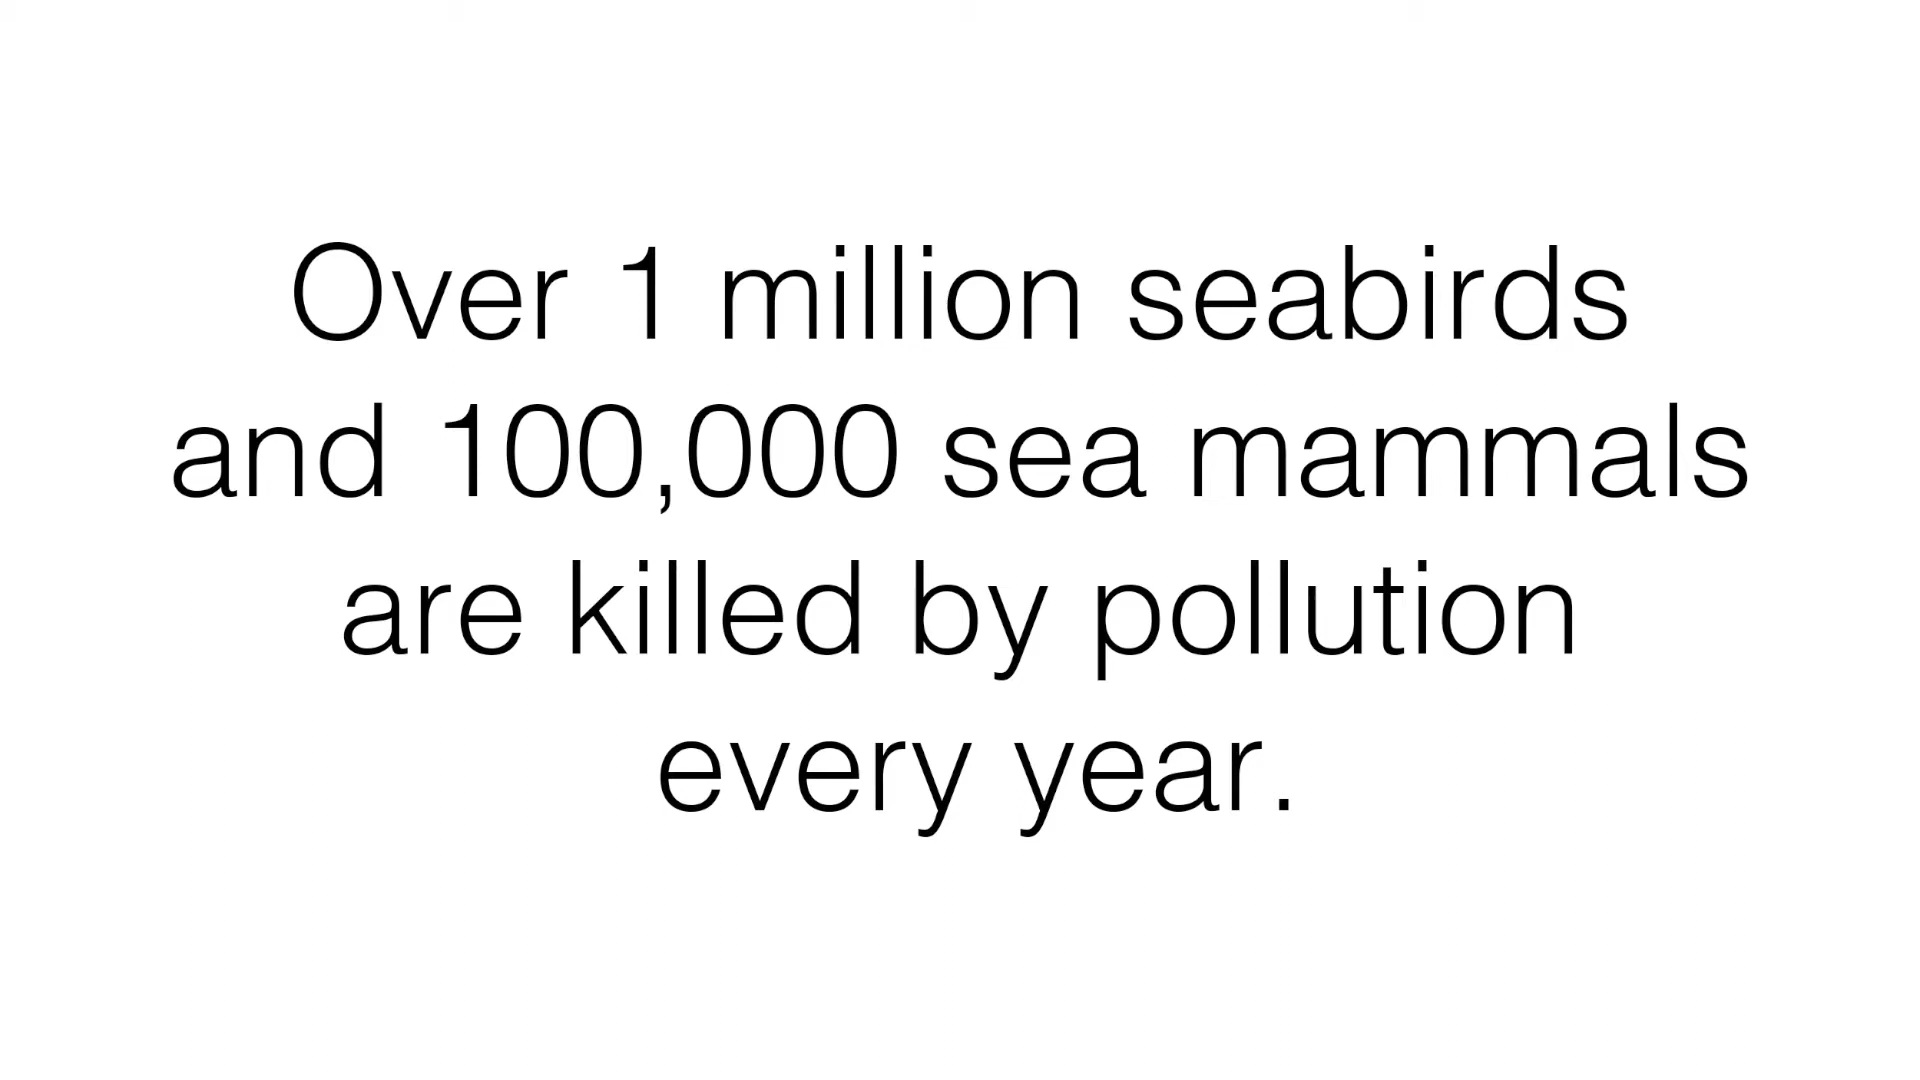 Over 1 million seabirds
and 100,000 sea mammals
are killed by pollution
every year.